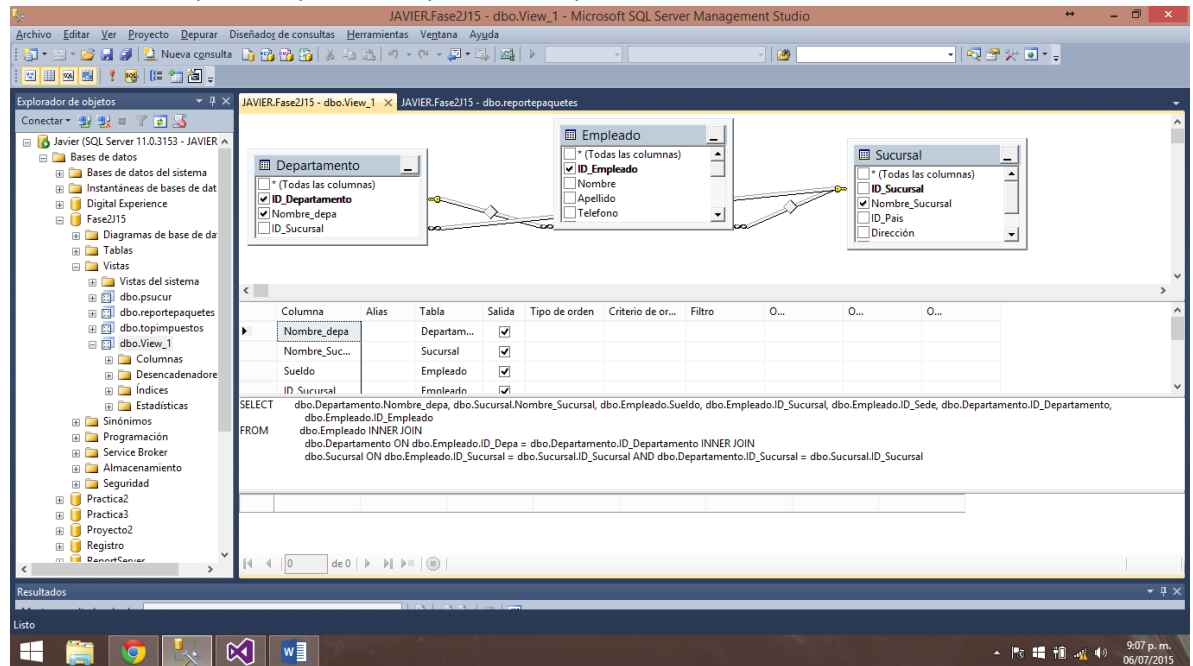 JAVIER.Fase2J15 - dbo.View_1 - Microsoft SQL Server Management Studio
Archivo Editar Ver Proyecto Depurar Diseñador de consultas Herramientas Ventana Ayuda
Nueva consulta
Explorador de objetos
JAVIER.Fase2J15 - dbo.View_1 JAVIER.Fase2J15 - dbo.reportepaquetes
Conectar
Javier (SQL Server 11.0.3153 - JAVIER
Bases de datos
Bases de datos del sistema
Instantáneas de bases de dat
Digital Experience
Fase2J15
Diagramas de base de da
Tablas
Vistas
Vistas del sistema
dbo.psucur
dbo.reportepaquetes
dbo.topimpuestos
dbo.View_1
Columnas
Desencadenadore
Índices
Estadísticas
Sinónimos
Programación
Service Broker
Almacenamiento
Seguridad
Practica2
Practica3
Proyecto2
Registro
ReportServer
Departamento
* (Todas las columnas)
ID_Departamento
Nombre_depa
ID_Sucursal
Empleado
* (Todas las columnas)
ID_Empleado
Nombre
Apellido
Telefono
Sucursal
* (Todas las columnas)
ID_Sucursal
Nombre_Sucursal
ID_Pais
Dirección
Columna Alias Tabla Salida Tipo de orden Criterio de or... Filtro O... O... O...
Nombre_depa Departam...
Nombre_Suc... Sucursal
Sueldo Empleado
ID_Sucursal Empleado
SELECT dbo.Departamento.Nombre_depa, dbo.Sucursal.Nombre_Sucursal, dbo.Empleado.Sueldo, dbo.Empleado.ID_Sucursal, dbo.Empleado.ID_Sede, dbo.Departamento.ID_Departamento,
dbo.Empleado.ID_Empleado
FROM dbo.Empleado INNER JOIN
dbo.Departamento ON dbo.Empleado.ID_Depa = dbo.Departamento.ID_Departamento INNER JOIN
dbo.Sucursal ON dbo.Empleado.ID_Sucursal = dbo.Sucursal.ID_Sucursal AND dbo.Departamento.ID_Sucursal = dbo.Sucursal.ID_Sucursal
0 de 0
Resultados
Listo
9:07 p. m.
06/07/2015